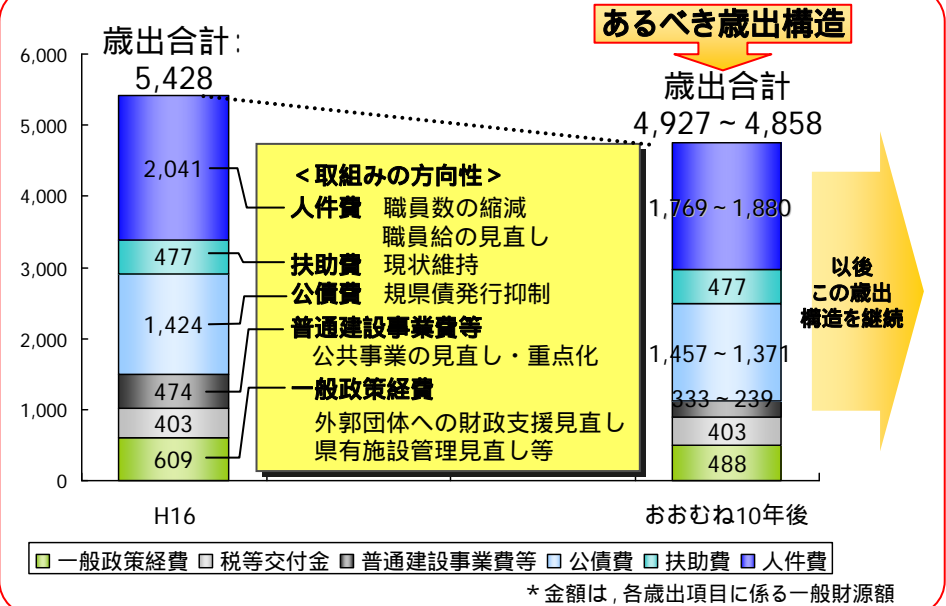 あるべき歳出構造
歳出合計:
5,428
歳出合計
4,927～4,858
6,000
5,000
4,000
3,000
2,000
1,000
0
2,041
477
1,424
474
403
609
＜取組みの方向性＞
人件費 職員数の縮減
職員給の見直し
扶助費 現状維持
公債費 規県債発行抑制
普通建設事業費等
公共事業の見直し・重点化
一般政策経費
外郭団体への財政支援見直し
県有施設管理見直し等
1,769～1,880
477
1,457～1,371
333～239
403
488
以後
この歳出
構造を継続
H16
おおむね10年後
一般政策経費 税等交付金 普通建設事業費等 公債費 扶助費 人件費
*金額は,各歳出項目に係る一般財源額